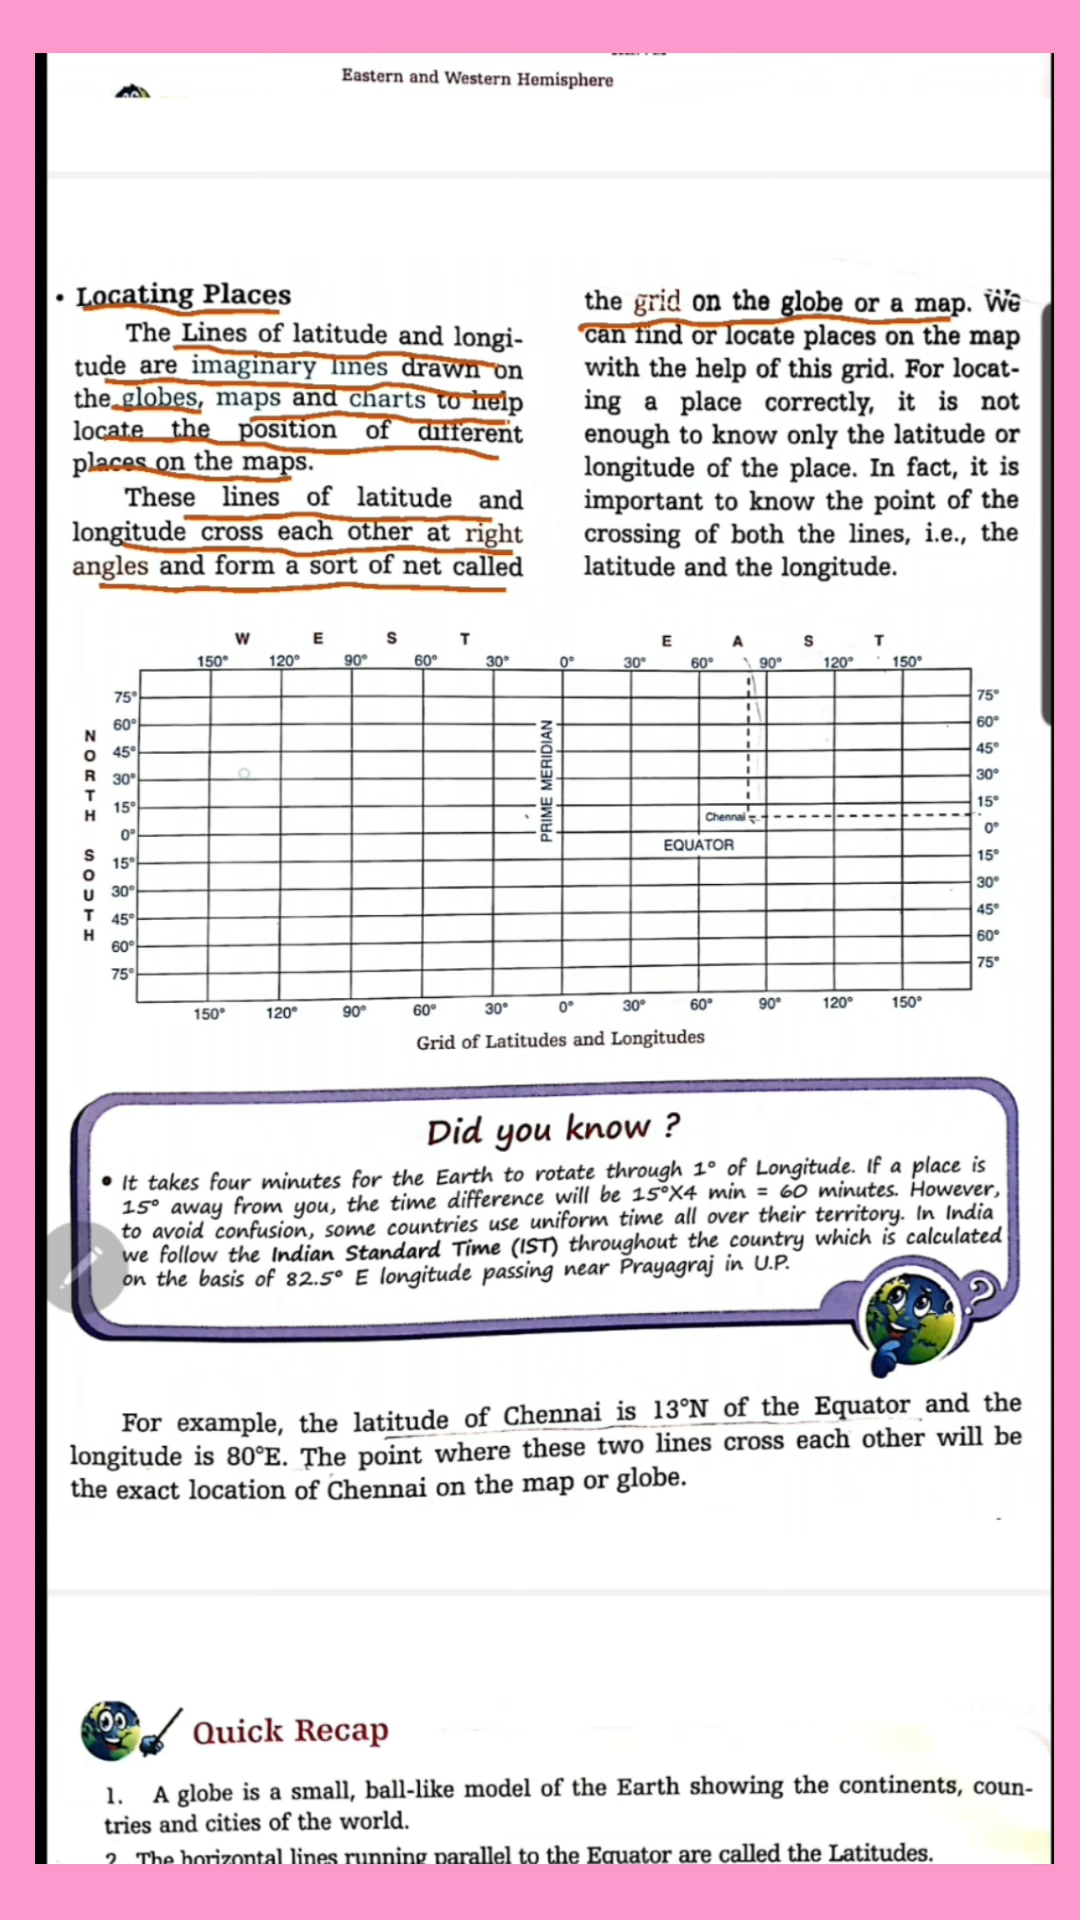 Eastern and Western Hemisphere
• Locating Places
The Lines of latitude and longi-
tude are imaginary lines drawn on
the globes, maps and charts to help
locate the position of different
places on the maps.
These lines of latitude and
longitude cross each other at right
angles and form a sort of net called
the grid on the globe or a map. We
can find or locate places on the map
with the help of this grid. For locat-
ing a place correctly, it is not
enough to know only the latitude or
longitude of the place. In fact, it is
important to know the point of the
crossing of both the lines, i.e., the
latitude and the longitude.
W E S T E A S T
150° 120° 90° 60° 30° 0° 30° 60° 90° 120° 150°
NORTH
SOUTH
75°
60°
45°
30°
15°
0°
15°
30°
45°
60°
75°
PRIME MERIDIAN
Chennai
EQUATOR
75°
60°
45°
30°
15°
0°
15°
30°
45°
60°
75°
150° 120° 90° 60° 30° 0° 30° 60° 90° 120° 150°
Grid of Latitudes and Longitudes
Did you know ?
• It takes four minutes for the Earth to rotate through 1° of Longitude. If a place is
15° away from you, the time difference will be 15°X4 min = 60 minutes. However,
to avoid confusion, some countries use uniform time all over their territory. In India
we follow the Indian Standard Time (IST) throughout the country which is calculated
on the basis of 82.5° E longitude passing near Prayagraj in U.P.
?
For example, the latitude of Chennai is 13°N of the Equator and the
longitude is 80°E. The point where these two lines cross each other will be
the exact location of Chennai on the map or globe.
Quick Recap
1. A globe is a small, ball-like model of the Earth showing the continents, coun-
tries and cities of the world.
2. The horizontal lines running parallel to the Equator are called the Latitudes.